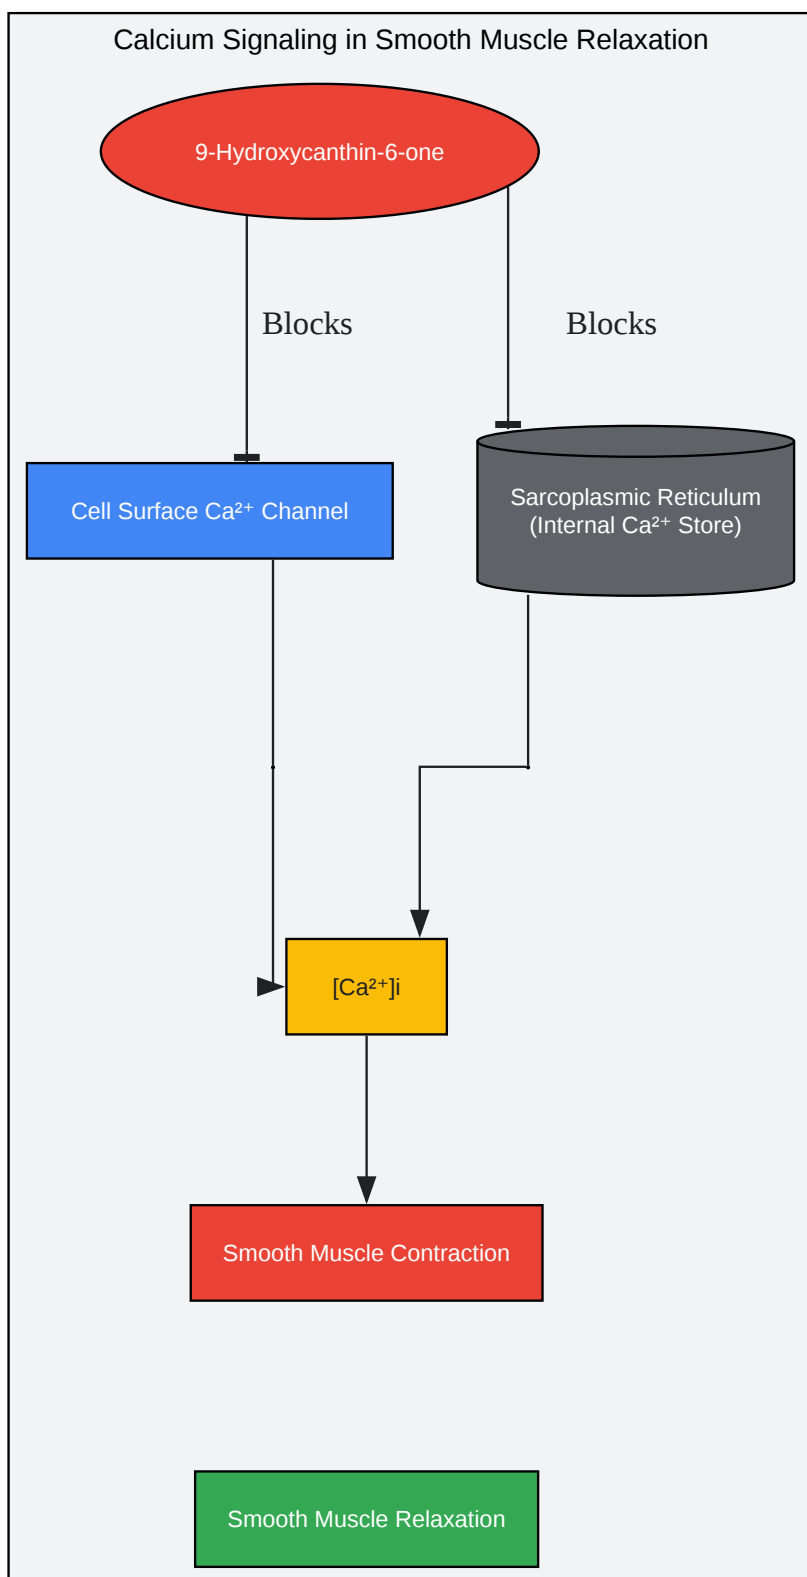 Calcium Signaling in Smooth Muscle Relaxation
9-Hydroxycanthin-6-one
Blocks
Blocks
Cell Surface Ca²⁺ Channel
Sarcoplasmic Reticulum
(Internal Ca²⁺ Store)
[Ca²⁺]i
Smooth Muscle Contraction
Smooth Muscle Relaxation